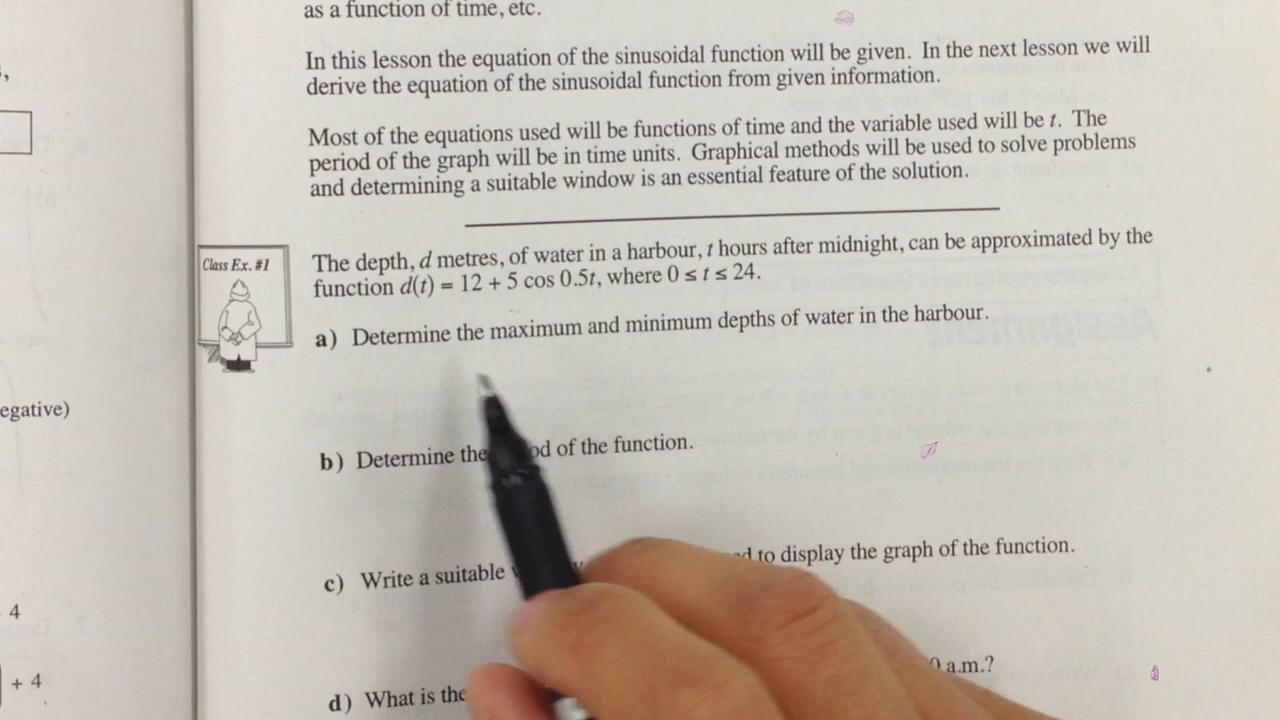 as a function of time, etc.
In this lesson the equation of the sinusoidal function will be given. In the next lesson we will
derive the equation of the sinusoidal function from given information.
Most of the equations used will be functions of time and the variable used will be t. The
period of the graph will be in time units. Graphical methods will be used to solve problems
and determining a suitable window is an essential feature of the solution.
Class Ex. #1
The depth, d metres, of water in a harbour, t hours after midnight, can be approximated by the
function d(t) = 12 + 5 cos 0.5t, where 0 ≤ t ≤ 24.
a) Determine the maximum and minimum depths of water in the harbour.
egative)
b) Determine the od of the function.
c) Write a suitable to display the graph of the function.
4
+ 4
d) What is the a.m.?